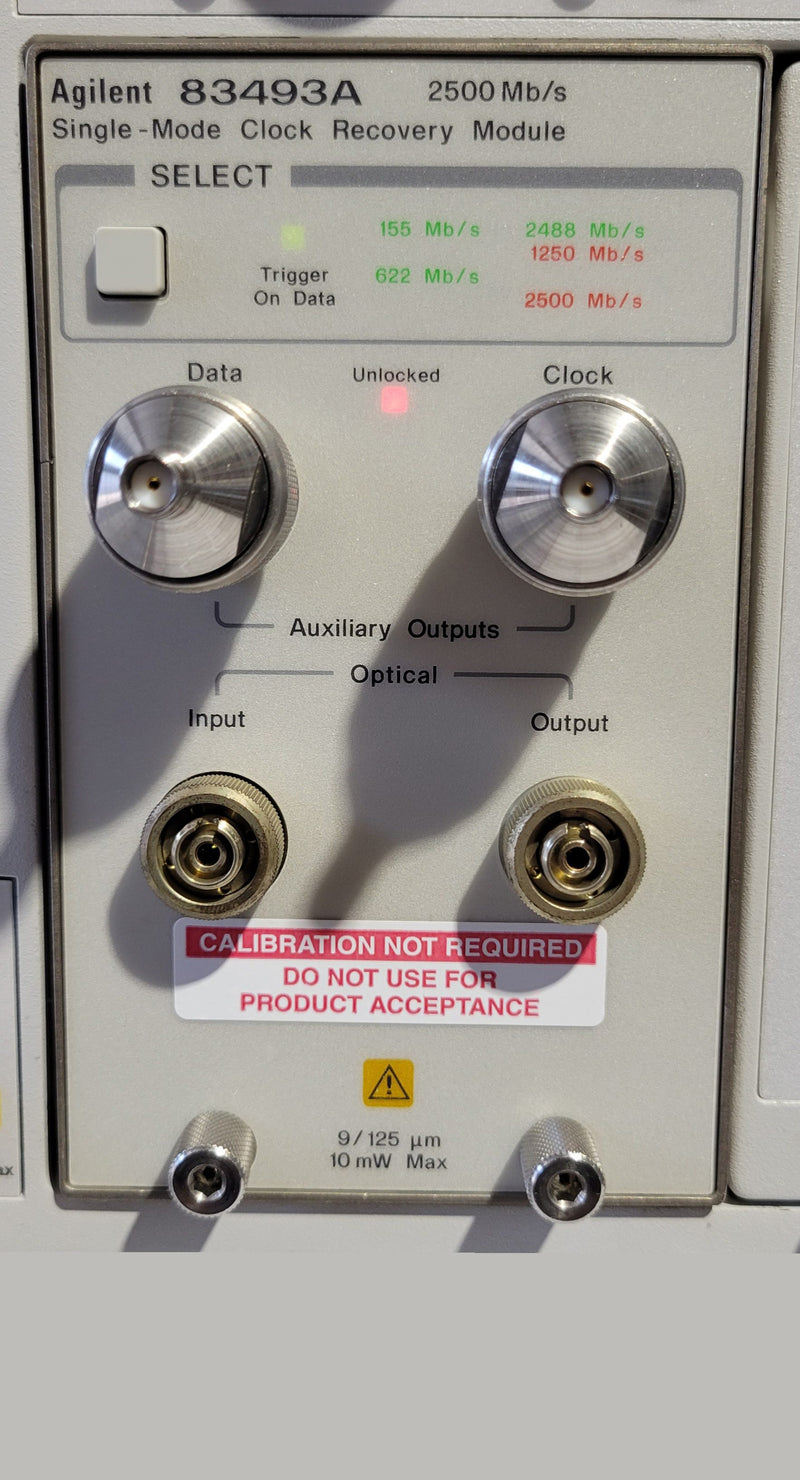 Agilent 83493A 2500 Mb/s
Single-Mode Clock Recovery Module
SELECT
155 Mb/s 2488 Mb/s
1250 Mb/s
Trigger 622 Mb/s
On Data 2500 Mb/s
Data Unlocked Clock
Auxiliary Outputs
Optical
Input Output
CALIBRATION NOT REQUIRED
DO NOT USE FOR
PRODUCT ACCEPTANCE
9/125 µm
10 mW Max